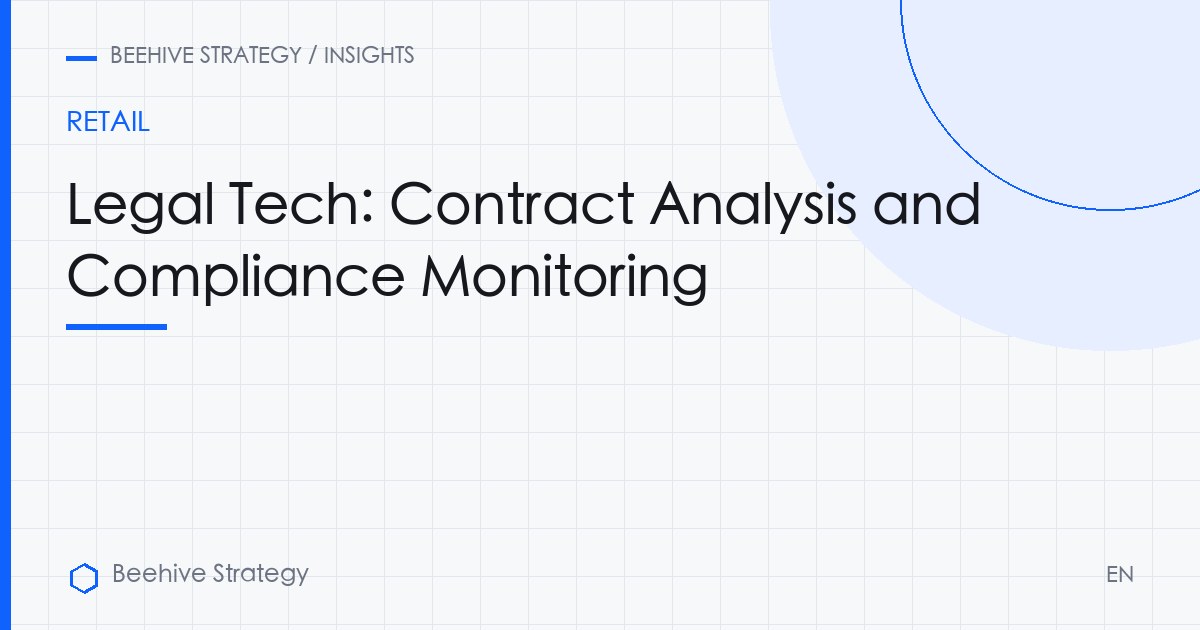 BEEHIVE STRATEGY / INSIGHTS
RETAIL
Legal Tech: Contract Analysis and
Compliance Monitoring
Beehive Strategy
EN